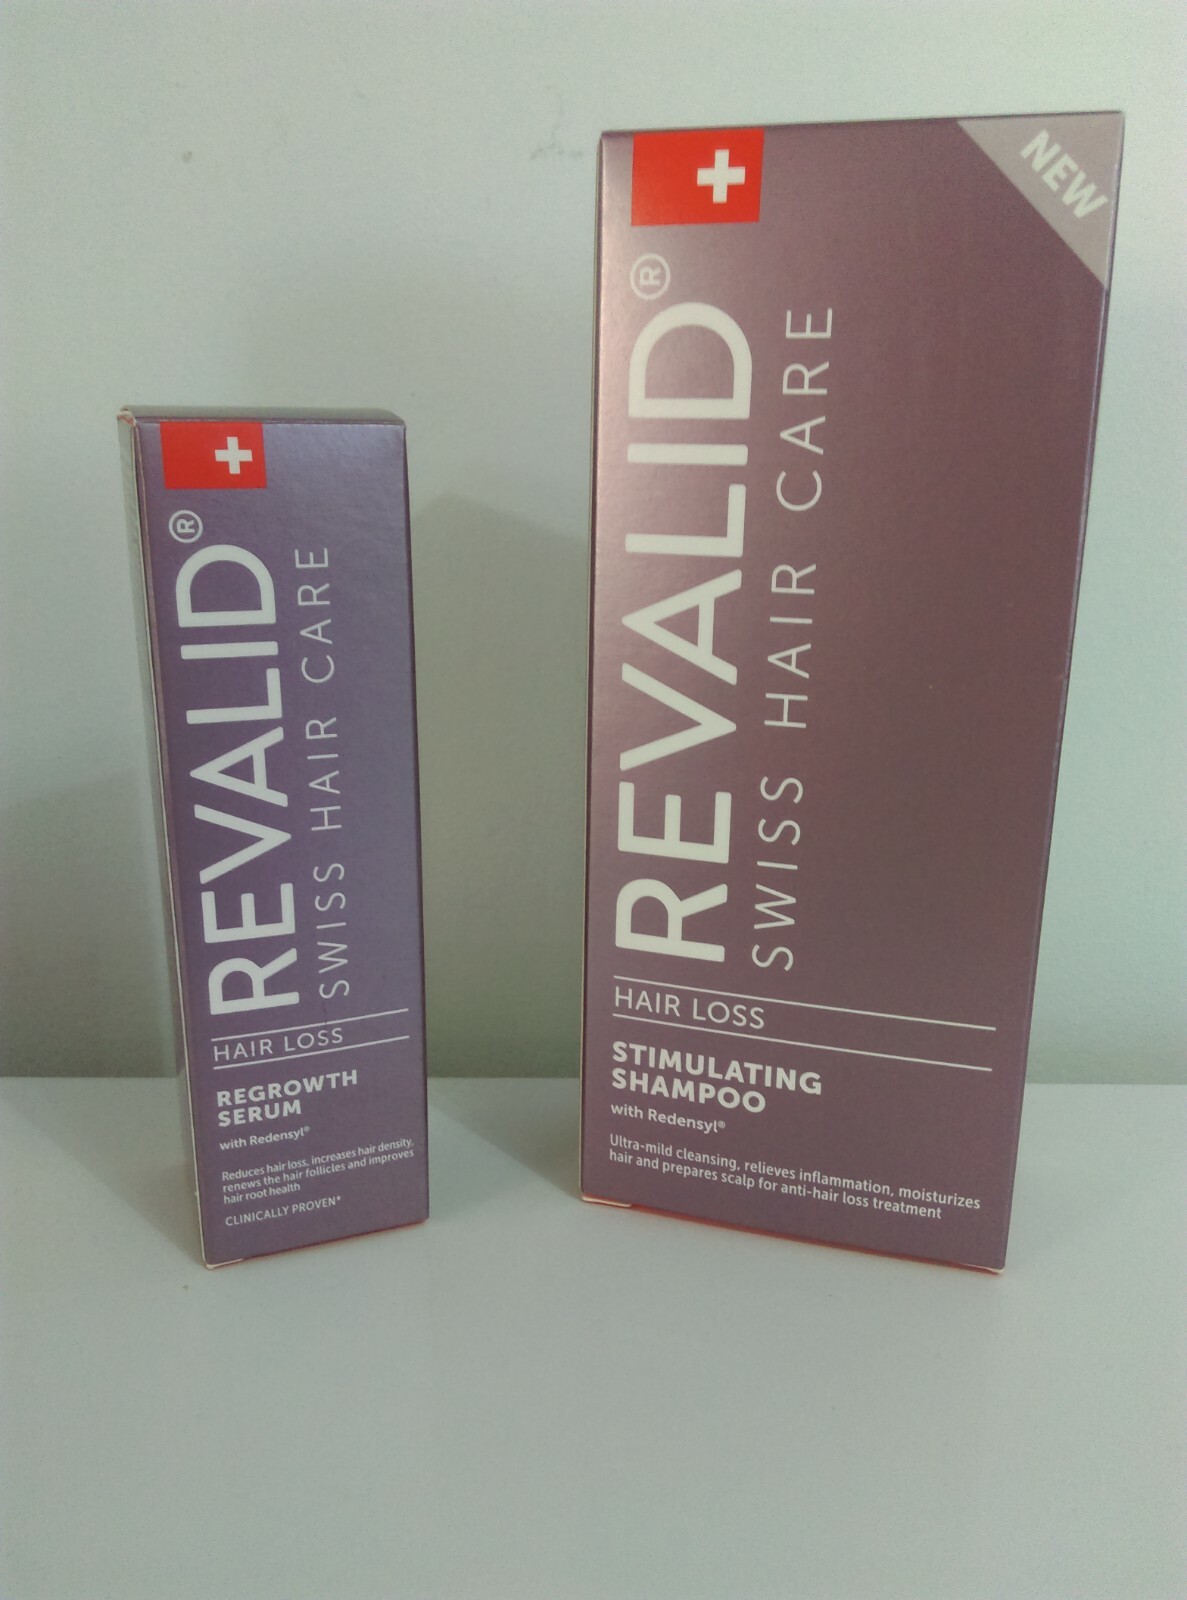 REVALID®
SWISS HAIR CARE
HAIR LOSS
REGROWTH
SERUM
with Redensyl®
Reduces hair loss, increases hair density,
renews the hair follicles and improves
hair root health
CLINICALLY PROVEN*
NEW
REVALID®
SWISS HAIR CARE
HAIR LOSS
STIMULATING
SHAMPOO
with Redensyl®
Ultra-mild cleansing, relieves inflammation, moisturizes
hair and prepares scalp for anti-hair loss treatment